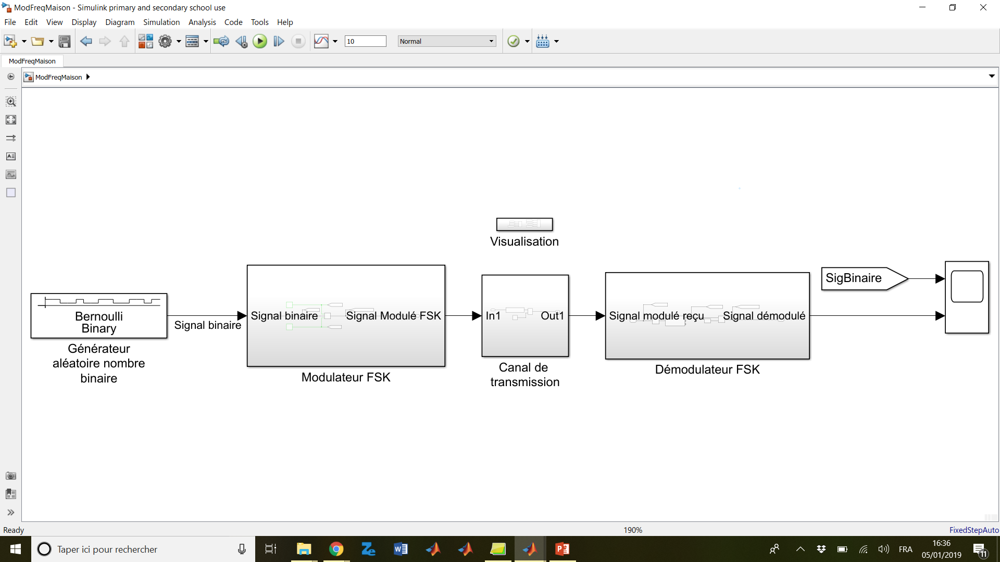 ModFreqMaison - Simulink primary and secondary school use
File Edit View Display Diagram Simulation Analysis Code Tools Help
10
Normal
ModFreqMaison
ModFreqMaison
Visualisation
SigBinaire
Bernoulli
Binary
Signal binaire
Signal binaire
Signal Modulé FSK
In1
Out1
Signal modulé reçu
Signal démodulé
Générateur
aléatoire nombre
binaire
Modulateur FSK
Canal de
transmission
Démodulateur FSK
Ready
190%
FixedStepAuto
Taper ici pour rechercher
FRA
16:36
05/01/2019
11